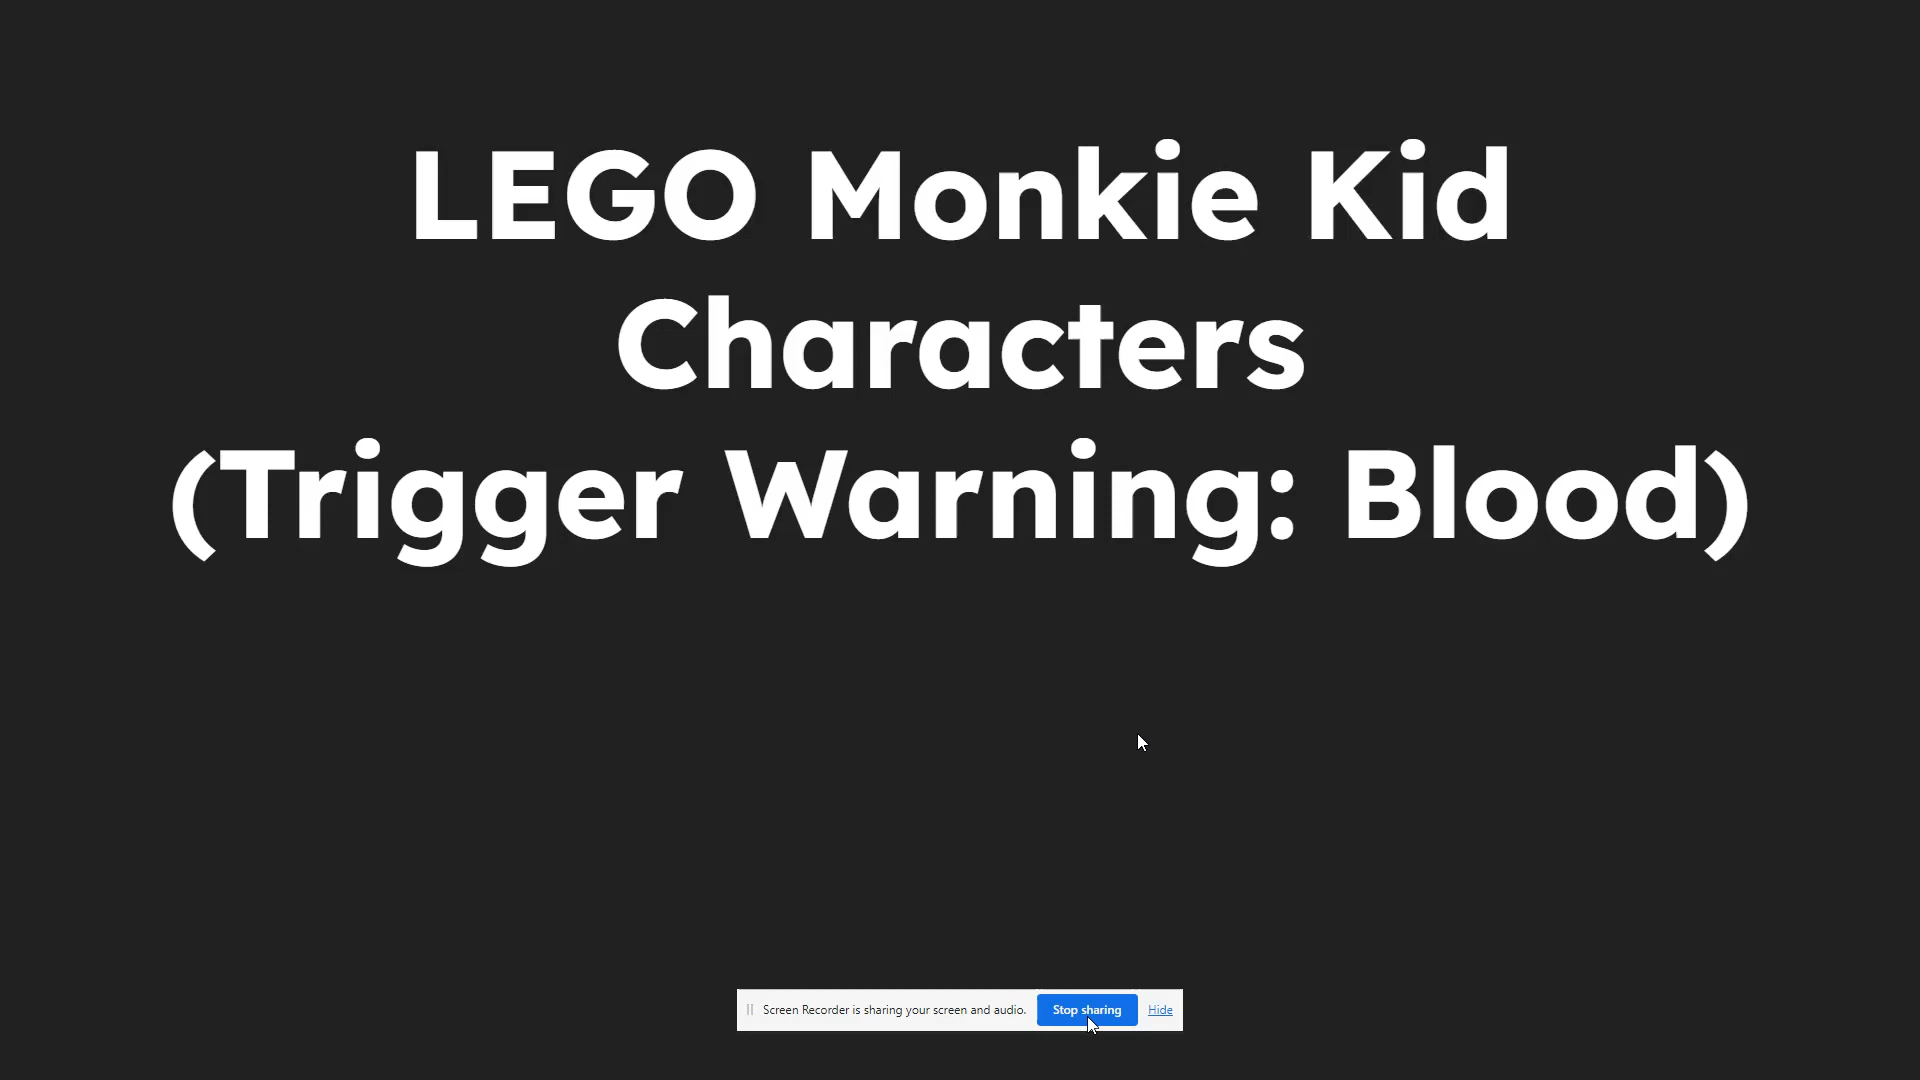 LEGO Monkie Kid
Characters
(Trigger Warning: Blood)
Screen Recorder is sharing your screen and audio. Stop sharing Hide